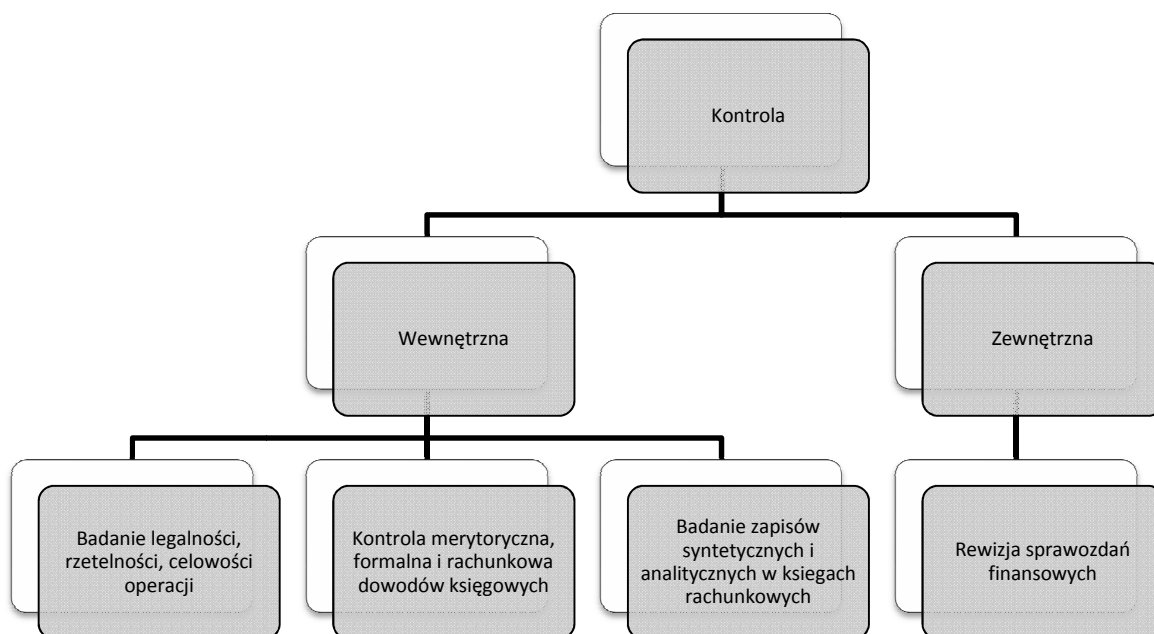 Kontrola
Wewnętrzna
Zewnętrzna
Badanie legalności,
rzetelności, celowości
operacji
Kontrola merytoryczna,
formalna i rachunkowa
dowodów księgowych
Badanie zapisów
syntetycznych i
analitycznych w ksiegach
rachunkowych
Rewizja sprawozdań
finansowych